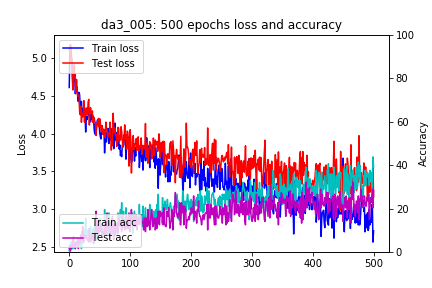 da3_005: 500 epochs loss and accuracy
Train loss
Test loss
Train acc
Test acc
Loss
5.0
4.5
4.0
3.5
3.0
2.5
Accuracy
100
80
60
40
20
0
0
100
200
300
400
500